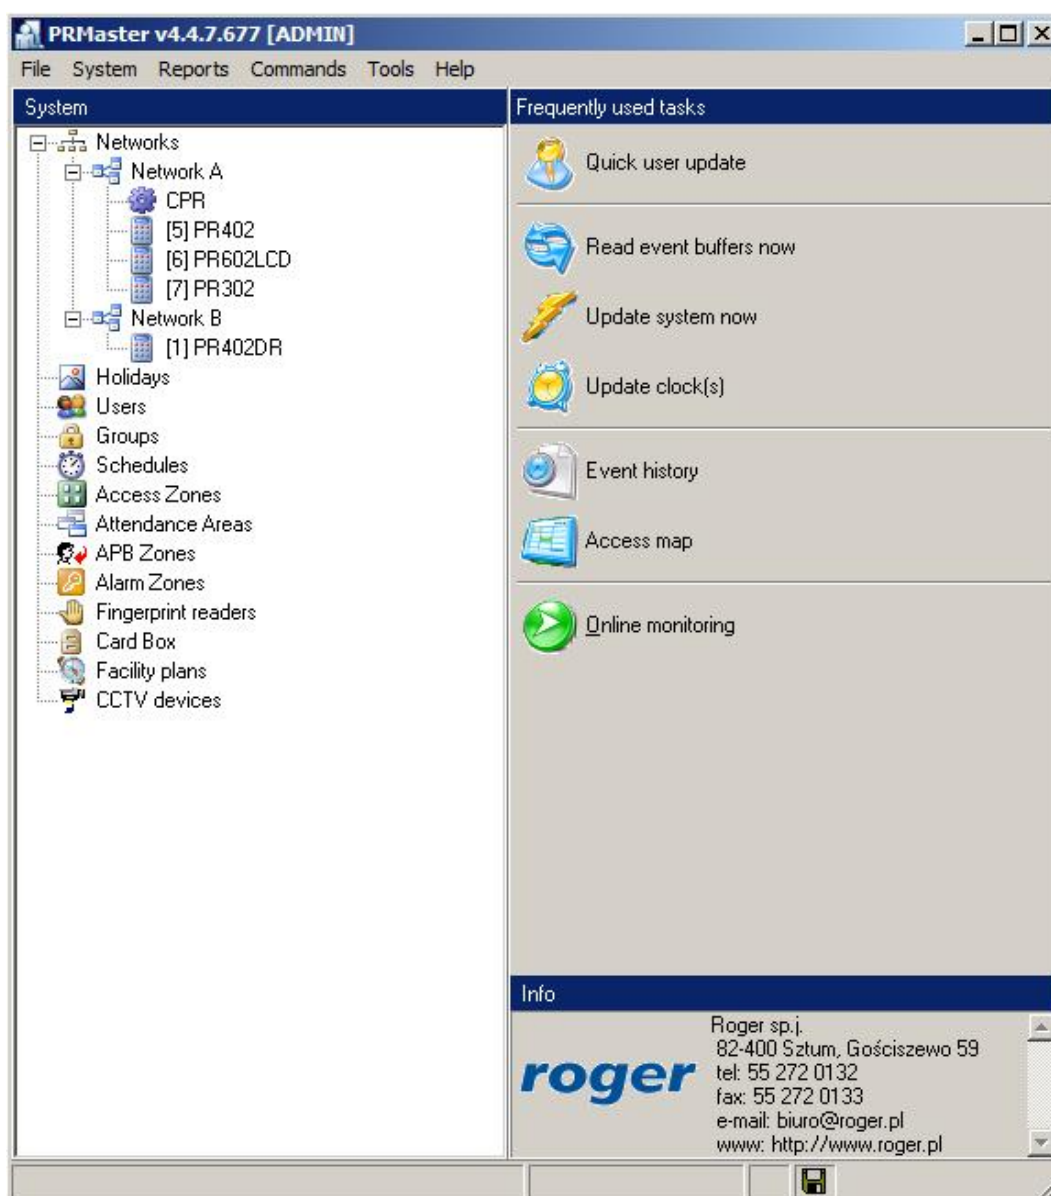 PRMaster v4.4.7.677 [ADMIN]
File System Reports Commands Tools Help
System
Networks
Network A
CPR
[5] PR402
[6] PR602LCD
[7] PR302
Network B
[1] PR402DR
Holidays
Users
Groups
Schedules
Access Zones
Attendance Areas
APB Zones
Alarm Zones
Fingerprint readers
Card Box
Facility plans
CCTV devices
Frequently used tasks
Quick user update
Read event buffers now
Update system now
Update clock(s)
Event history
Access map
Online monitoring
Info
roger
Roger sp.j.
82-400 Sztum, Gościszewo 59
tel: 55 272 0132
fax: 55 272 0133
e-mail: biuro@roger.pl
www: http://www.roger.pl